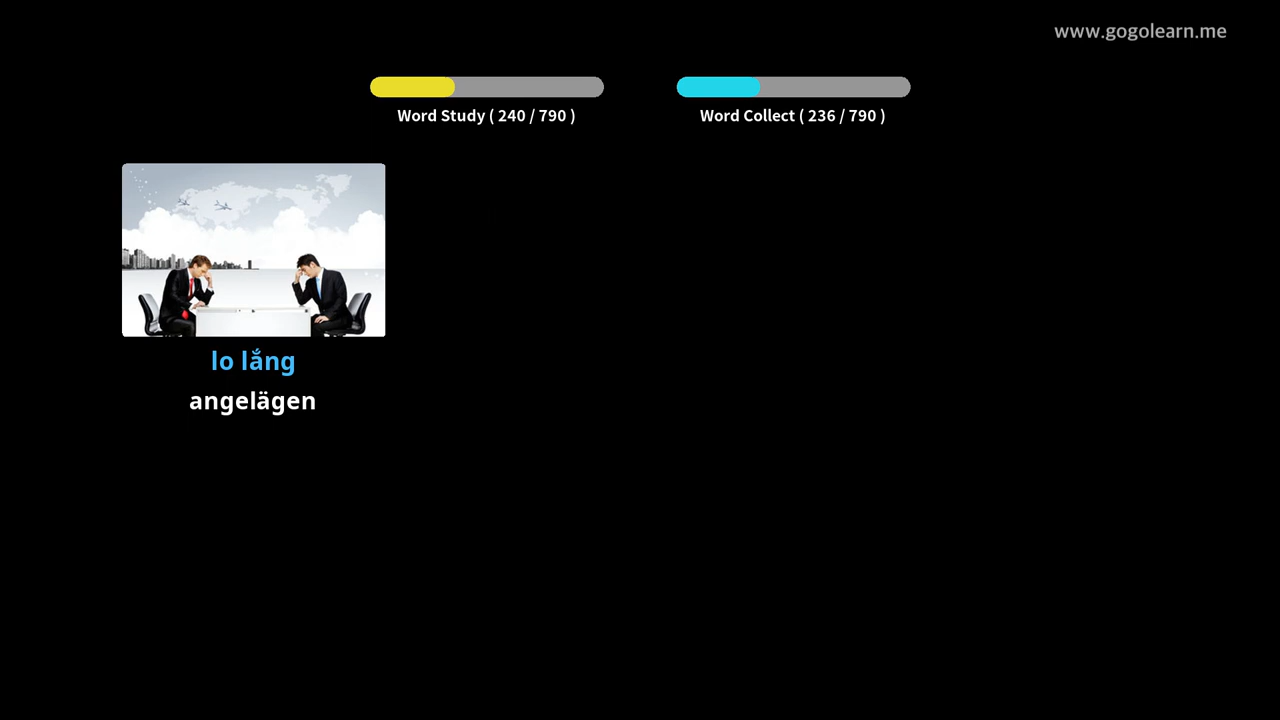 www.gogolearn.me
Word Study ( 240 / 790 )
Word Collect ( 236 / 790 )
lo lắng
angelägen